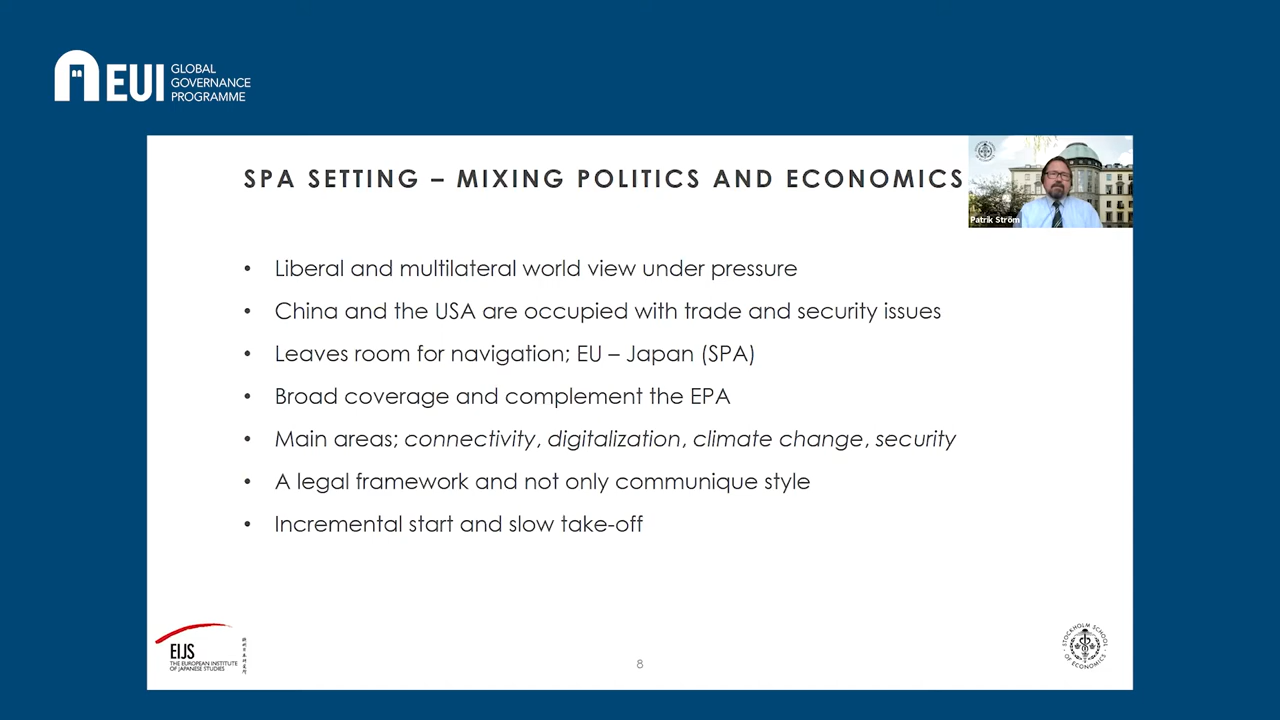 EUI
GLOBAL
GOVERNANCE
PROGRAMME
SPA SETTING – MIXING POLITICS AND ECONOMICS
Patrik Ström
• Liberal and multilateral world view under pressure
• China and the USA are occupied with trade and security issues
• Leaves room for navigation; EU – Japan (SPA)
• Broad coverage and complement the EPA
• Main areas; connectivity, digitalization, climate change, security
• A legal framework and not only communique style
• Incremental start and slow take-off
EIJS
THE EUROPEAN INSTITUTE
OF JAPANESE STUDIES
8
STOCKHOLM SCHOOL
OF ECONOMICS